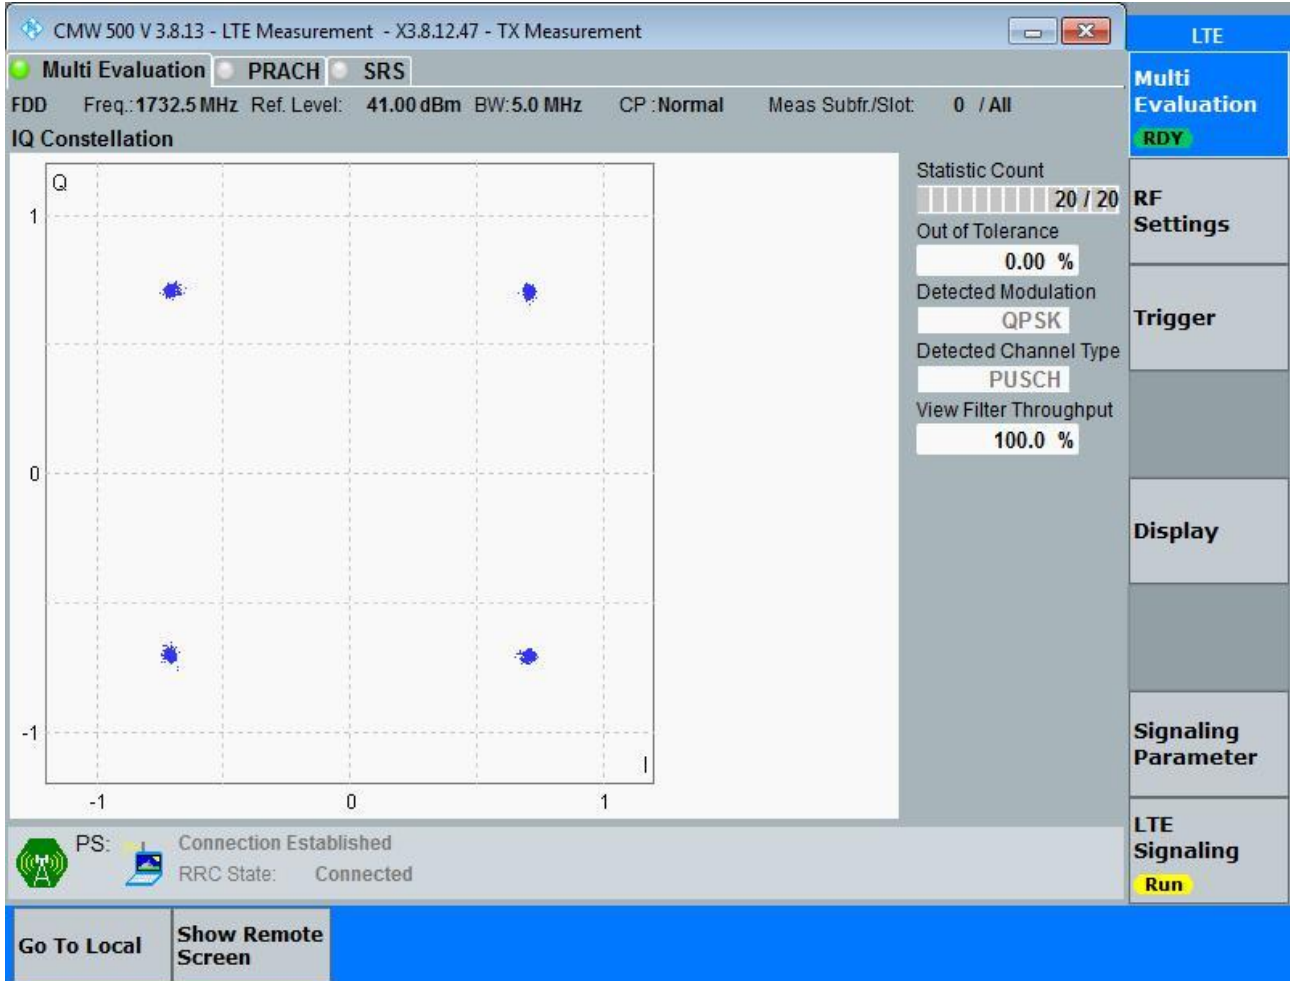 CMW 500 V 3.8.13 - LTE Measurement - X3.8.12.47 - TX Measurement
LTE
Multi Evaluation PRACH SRS
Multi
Evaluation
RDY
FDD Freq.:1732.5 MHz Ref. Level: 41.00 dBm BW:5.0 MHz CP :Normal Meas Subfr./Slot: 0 / All
IQ Constellation
Q
1
0
-1
-1 0 1
I
Statistic Count
20 / 20
Out of Tolerance
0.00 %
Detected Modulation
QPSK
Detected Channel Type
PUSCH
View Filter Throughput
100.0 %
RF
Settings
Trigger
Display
Signaling
Parameter
LTE
Signaling
Run
PS: Connection Established
RRC State: Connected
Go To Local
Show Remote
Screen